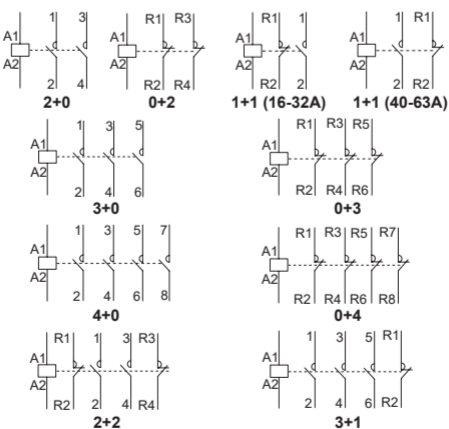 1 3 R1 R3 R1 1 1 R1
A1 A1 A1 A1
A2 A2 A2 A2
2 4 R2 R4 R2 2 2 R2
2+0 0+2 1+1 (16-32A) 1+1 (40-63A)
1 3 5 R1 R3 R5
A1 A1
A2 A2
2 4 6 R2 R4 R6
3+0 0+3
1 3 5 7 R1 R3 R5 R7
A1 A1
A2 A2
2 4 6 8 R2 R4 R6 R8
4+0 0+4
R1 1 3 R3 1 3 5 R1
A1 A1
A2 A2
R2 2 4 R4 2 4 6 R2
2+2 3+1